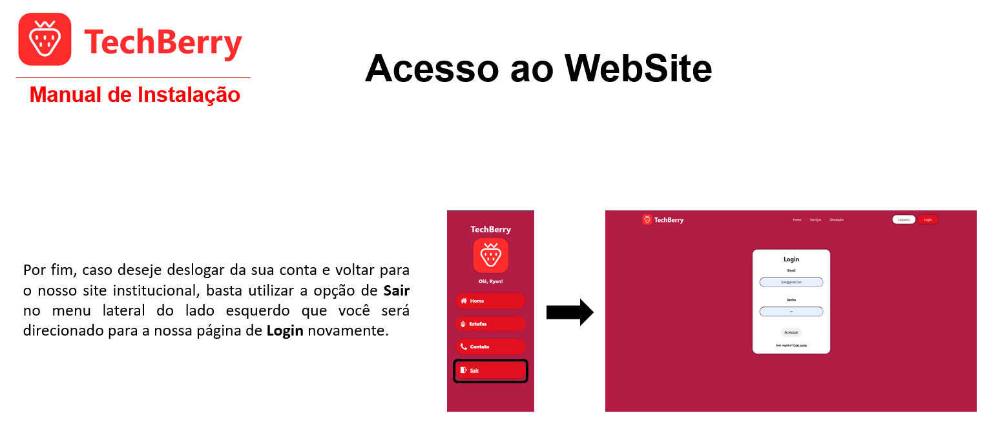 TechBerry
Manual de Instalação
Acesso ao WebSite
Por fim, caso deseje deslogar da sua conta e voltar para
o nosso site institucional, basta utilizar a opção de Sair
no menu lateral do lado esquerdo que você será
direcionado para a nossa página de Login novamente.
TechBerry
Olá, Ryan!
Home
Estufas
Contato
Sair
TechBerry
Home Serviços Simulador
Cadastro Login
Login
Email
ryan@gmail.com
Senha
Acessar
Sem registro? Criar conta